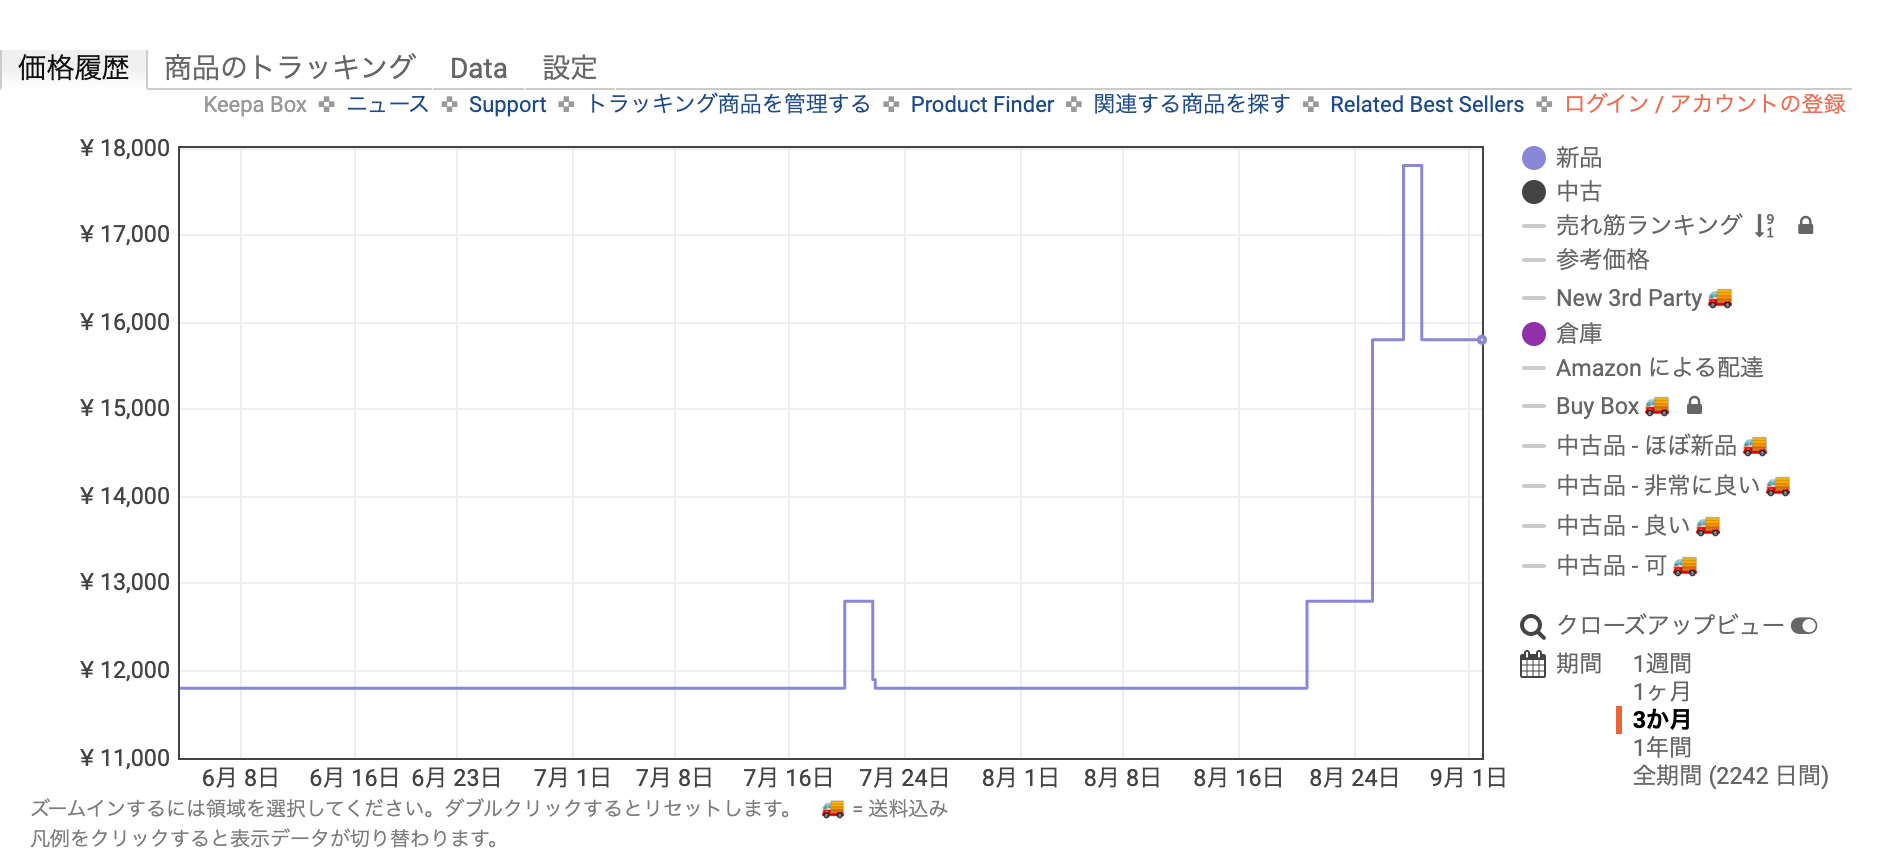 価格履歴 商品のトラッキング Data 設定
Keepa Box ニュース Support トラッキング商品を管理する Product Finder 関連する商品を探す Related Best Sellers ログイン / アカウントの登録
¥ 18,000
¥ 17,000
¥ 16,000
¥ 15,000
¥ 14,000
¥ 13,000
¥ 12,000
¥ 11,000
6月 8日 6月 16日 6月 23日 7月 1日 7月 8日 7月 16日 7月 24日 8月 1日 8月 8日 8月 16日 8月 24日 9月 1日
新品
中古
売れ筋ランキング 9 1
参考価格
New 3rd Party
倉庫
Amazon による配達
Buy Box
中古品 - ほぼ新品
中古品 - 非常に良い
中古品 - 良い
中古品 - 可
クローズアップビュー
期間 1週間
1ヶ月
3か月
1年間
全期間 (2242 日間)
ズームインするには領域を選択してください。ダブルクリックするとリセットします。 = 送料込み
凡例をクリックすると表示データが切り替わります。